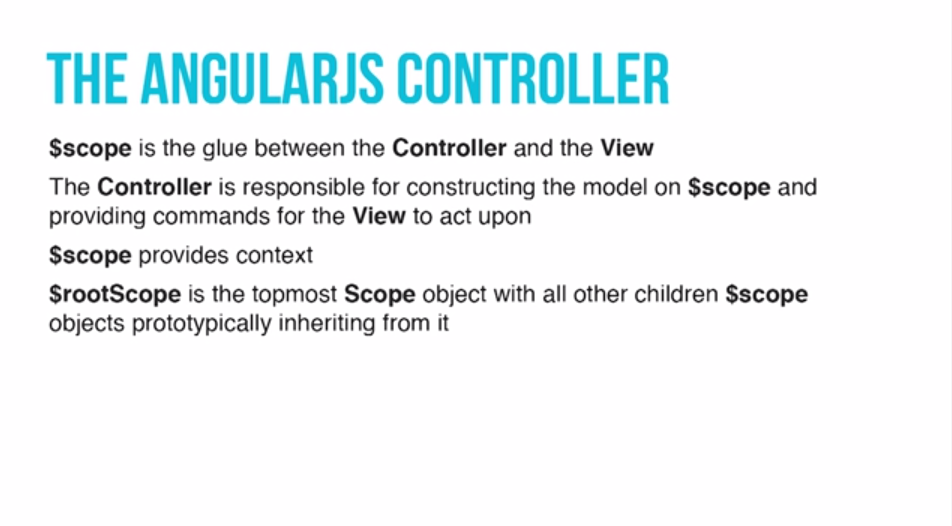 THE ANGULARJS CONTROLLER
$scope is the glue between the Controller and the View
The Controller is responsible for constructing the model on $scope and
providing commands for the View to act upon
$scope provides context
$rootScope is the topmost Scope object with all other children $scope
objects prototypically inheriting from it